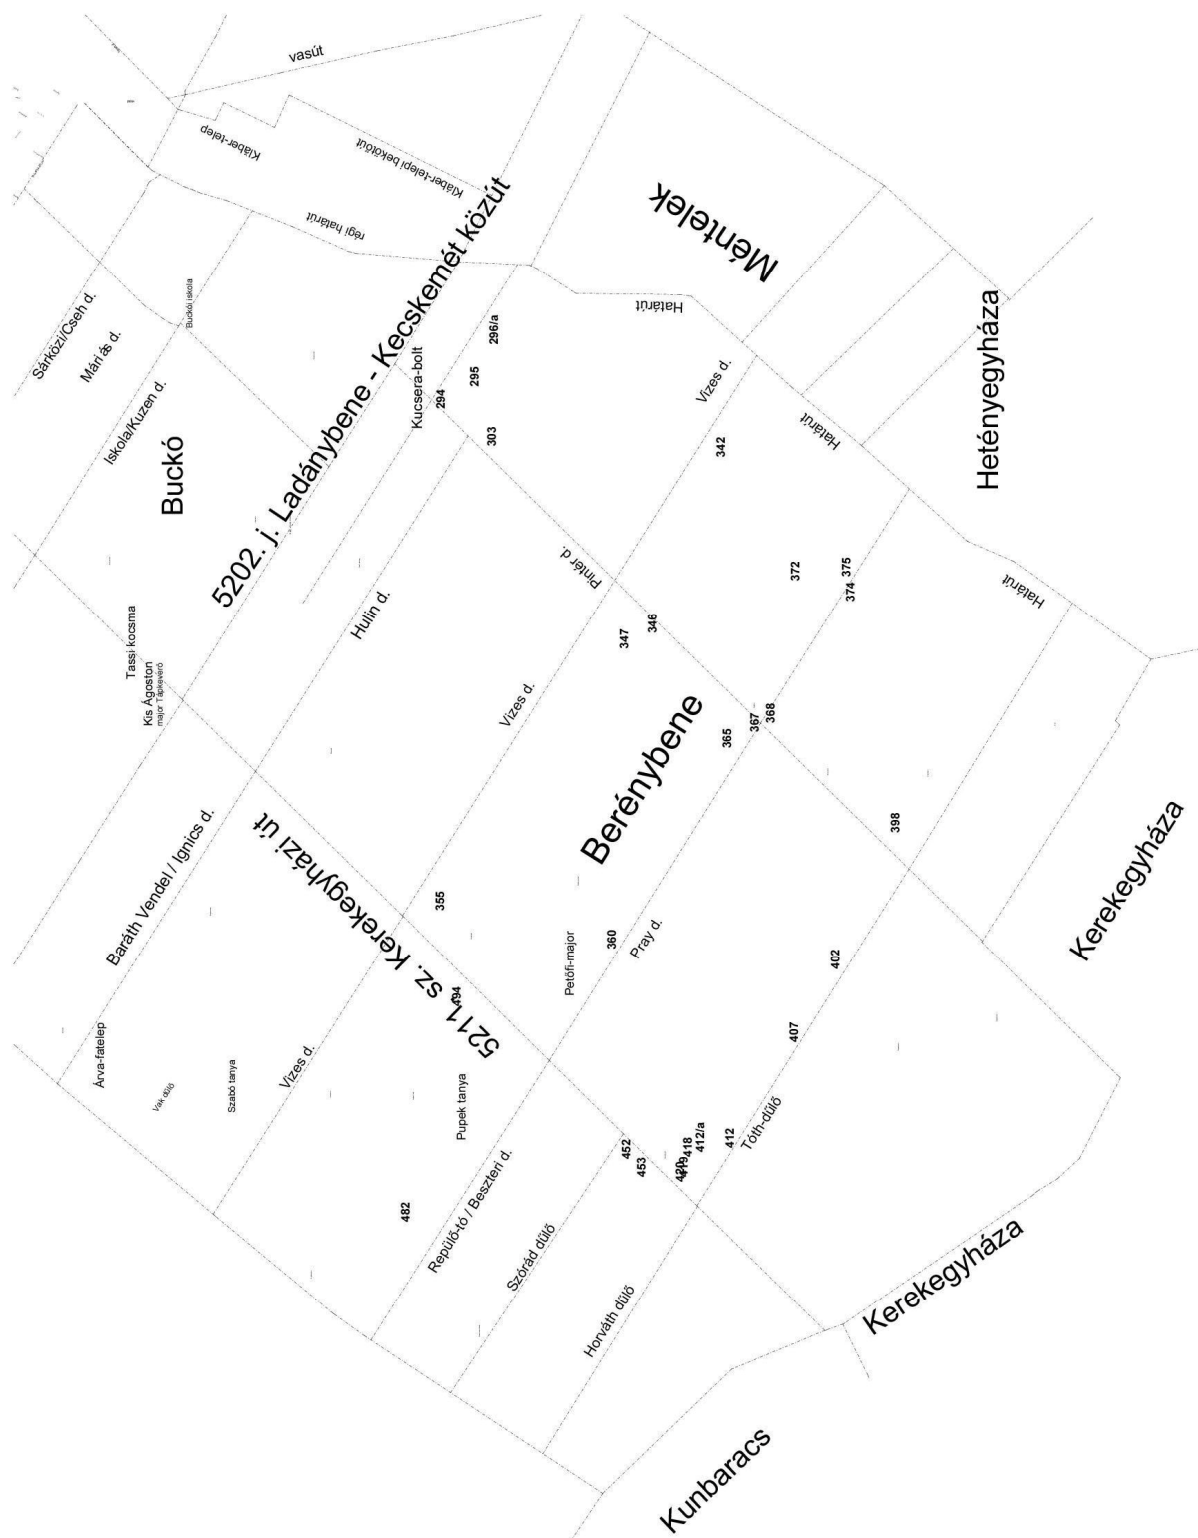 vasút
Kláber-telep
Kláber-telepi bekötőút
régi határút
Sárközi/Cseh d.
Máriás d.
Buckói iskola
Iskola/Kuzen d.
Buckó
5202. j. Ladánybene - Kecskemét közút
Méntelek
Határút
Hetényegyháza
Kucsera-bolt
296/a
295
294
303
Vizes d.
342
Határút
Tassi kocsma
Kis Ágoston
major Tápkeverő
Hulin d.
Pintér d.
372
375
374
Határút
347
346
Vizes d.
Berénybene
365
367
368
Baráth Vendel / Ignics d.
5211. sz. Kerekegyházi út
355
398
Kerekegyháza
360
Pray d.
Petőfi-major
402
494
407
Árva-fatelep
Vak dűlő
Szabó tanya
Vizes d.
Pupek tanya
452
453
420
419
418
412/a
412
Tóth-dűlő
482
Repülő-tó / Beszteri d.
Szórád dűlő
Horváth dűlő
Kerekegyháza
Kunbaracs